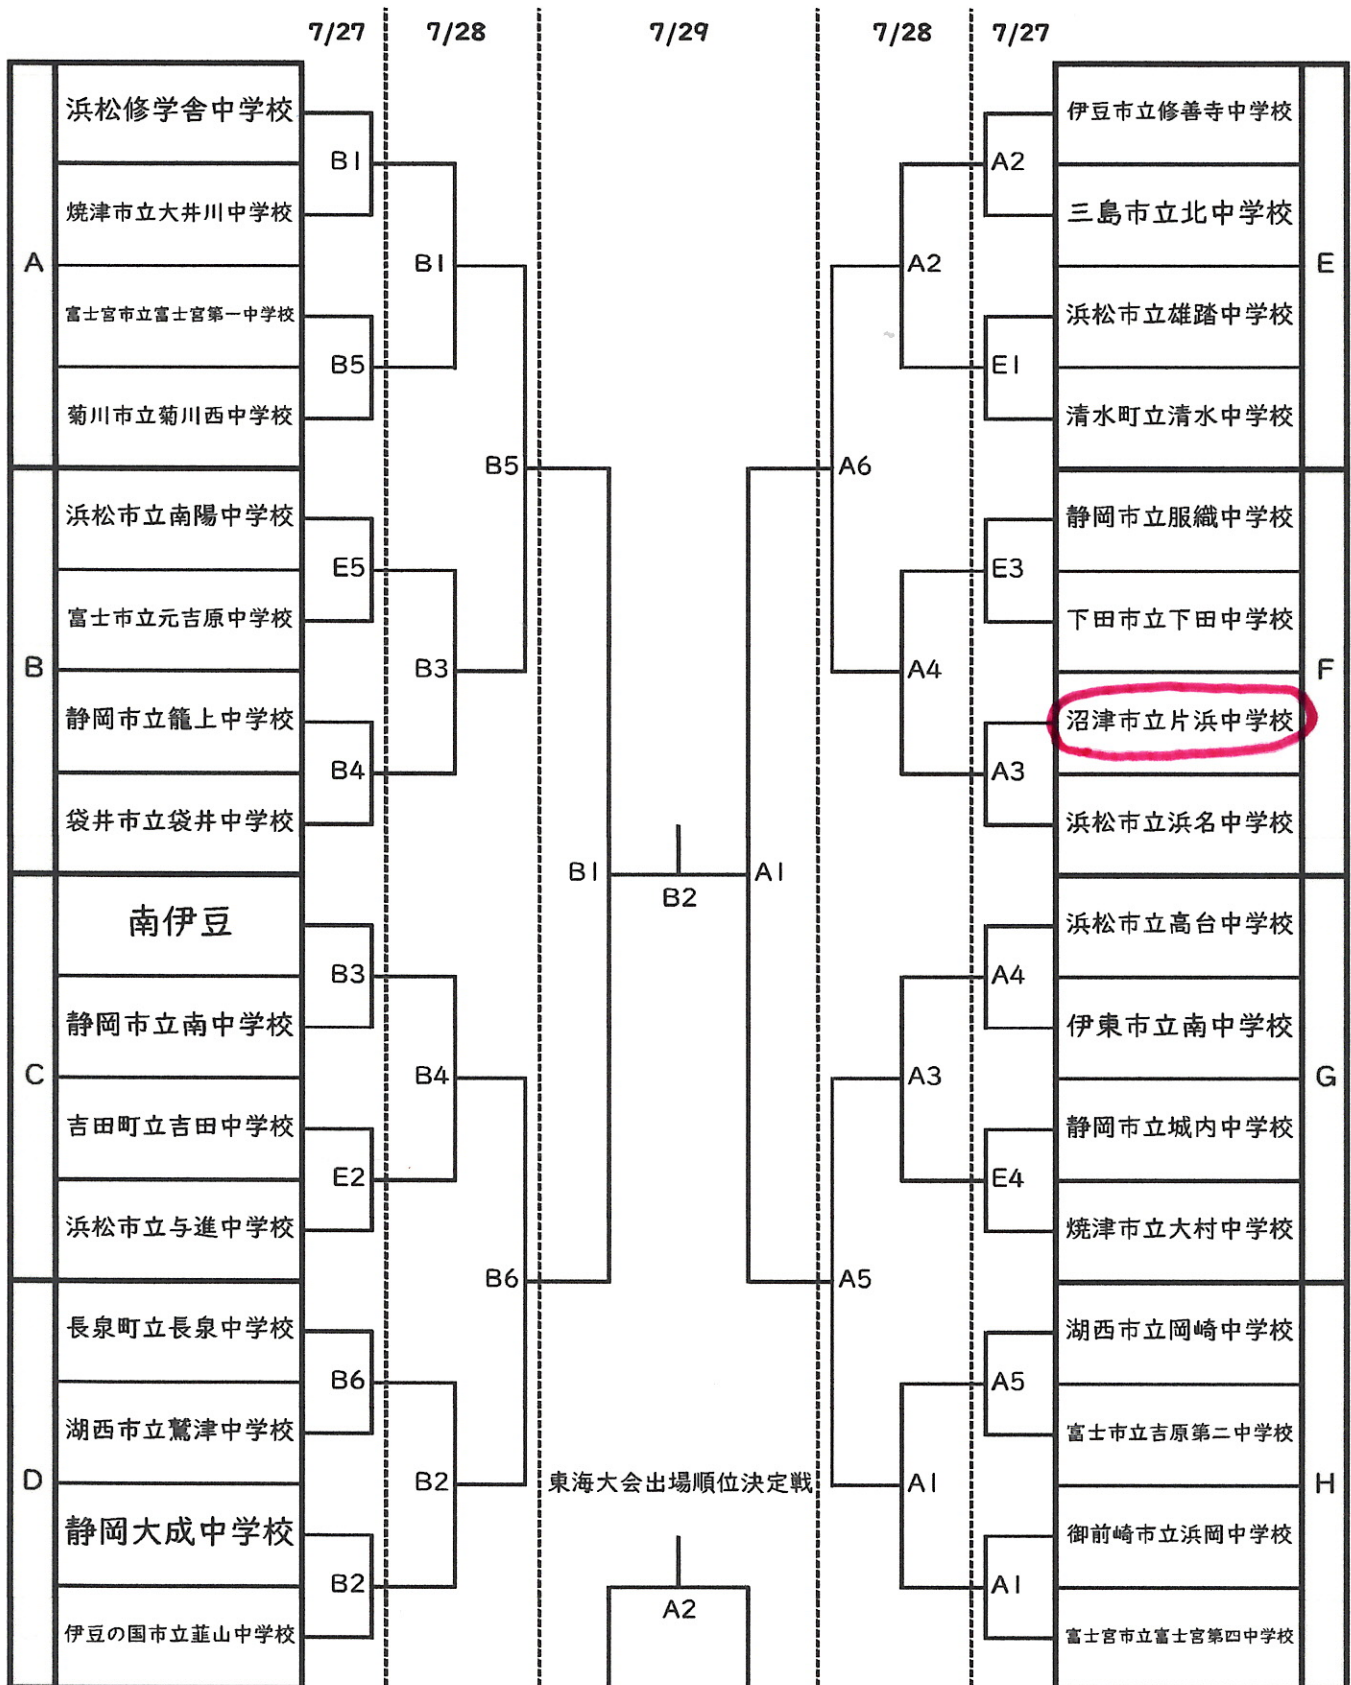 7/27 7/28 7/29 7/28 7/27
A
浜松修学舎中学校
焼津市立大井川中学校
富士宮市立富士宮第一中学校
菊川市立菊川西中学校
B
浜松市立南陽中学校
富士市立元吉原中学校
静岡市立籠上中学校
袋井市立袋井中学校
C
南伊豆
静岡市立南中学校
吉田町立吉田中学校
浜松市立与進中学校
D
長泉町立長泉中学校
湖西市立鷲津中学校
静岡大成中学校
伊豆の国市立韮山中学校
B1
B5
E5
B4
B3
E2
B6
B2
B1
B3
B4
B2
B5
B6
B1
B2
A1
東海大会出場順位決定戦
A2
A6
A5
A2
A4
A3
A1
A2
E1
E3
A3
A4
E4
A5
A1
伊豆市立修善寺中学校
三島市立北中学校
浜松市立雄踏中学校
清水町立清水中学校
E
静岡市立服織中学校
下田市立下田中学校
沼津市立片浜中学校
浜松市立浜名中学校
F
浜松市立高台中学校
伊東市立南中学校
静岡市立城内中学校
焼津市立大村中学校
G
湖西市立岡崎中学校
富士市立吉原第二中学校
御前崎市立浜岡中学校
富士宮市立富士宮第四中学校
H